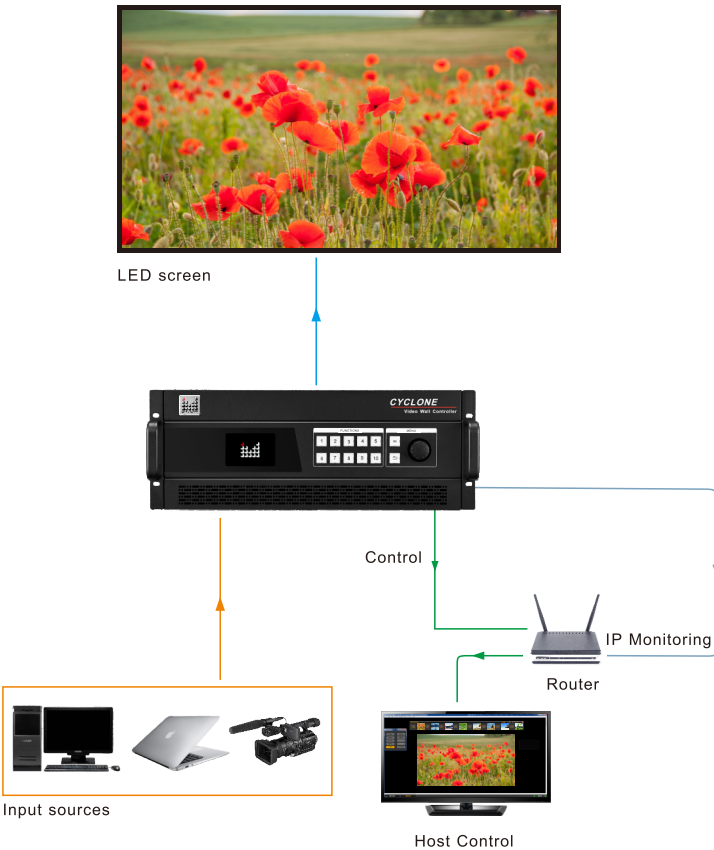 LED screen
CYCLONE
Video Wall Controller
FUNCTIONS
MENU
1 2 3 4 5
6 7 8 9 10
Control
IP Monitoring
Router
Input sources
Host Control